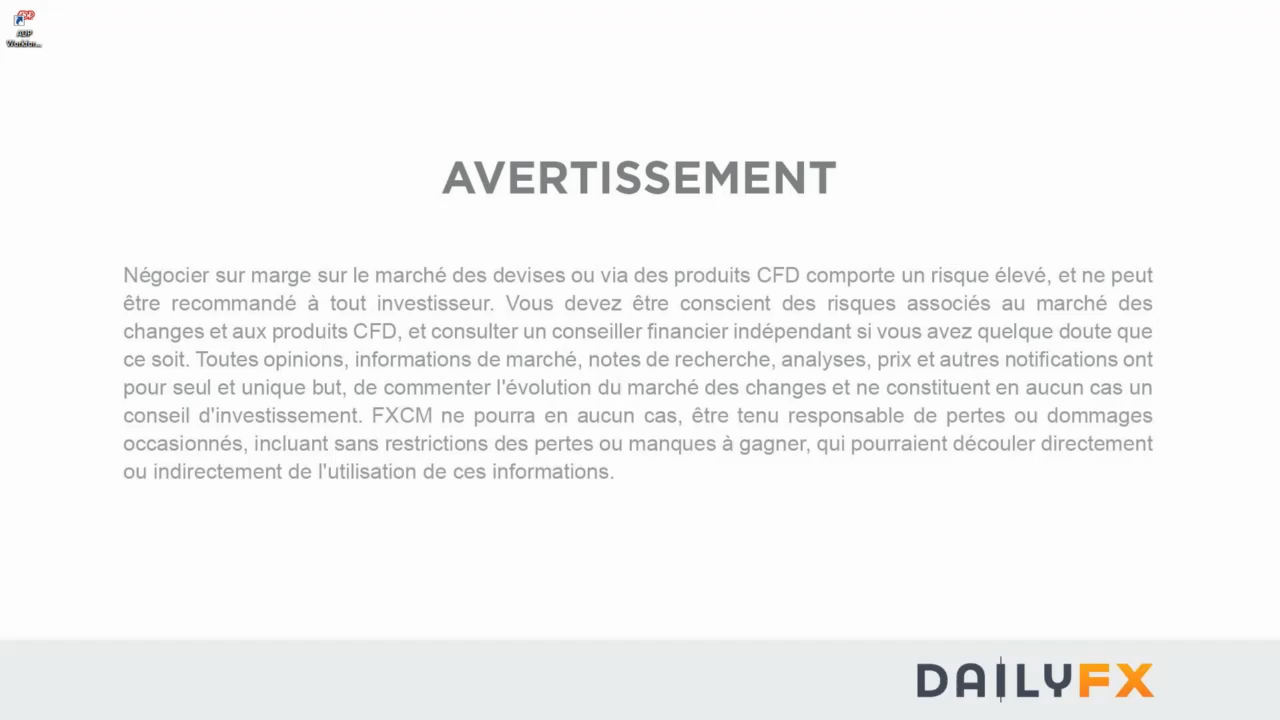 ADP
Workfor...
AVERTISSEMENT
Négocier sur marge sur le marché des devises ou via des produits CFD comporte un risque élevé, et ne peut
être recommandé à tout investisseur. Vous devez être conscient des risques associés au marché des
changes et aux produits CFD, et consulter un conseiller financier indépendant si vous avez quelque doute que
ce soit. Toutes opinions, informations de marché, notes de recherche, analyses, prix et autres notifications ont
pour seul et unique but, de commenter l'évolution du marché des changes et ne constituent en aucun cas un
conseil d'investissement. FXCM ne pourra en aucun cas, être tenu responsable de pertes ou dommages
occasionnés, incluant sans restrictions des pertes ou manques à gagner, qui pourraient découler directement
ou indirectement de l'utilisation de ces informations.
DAILYFX